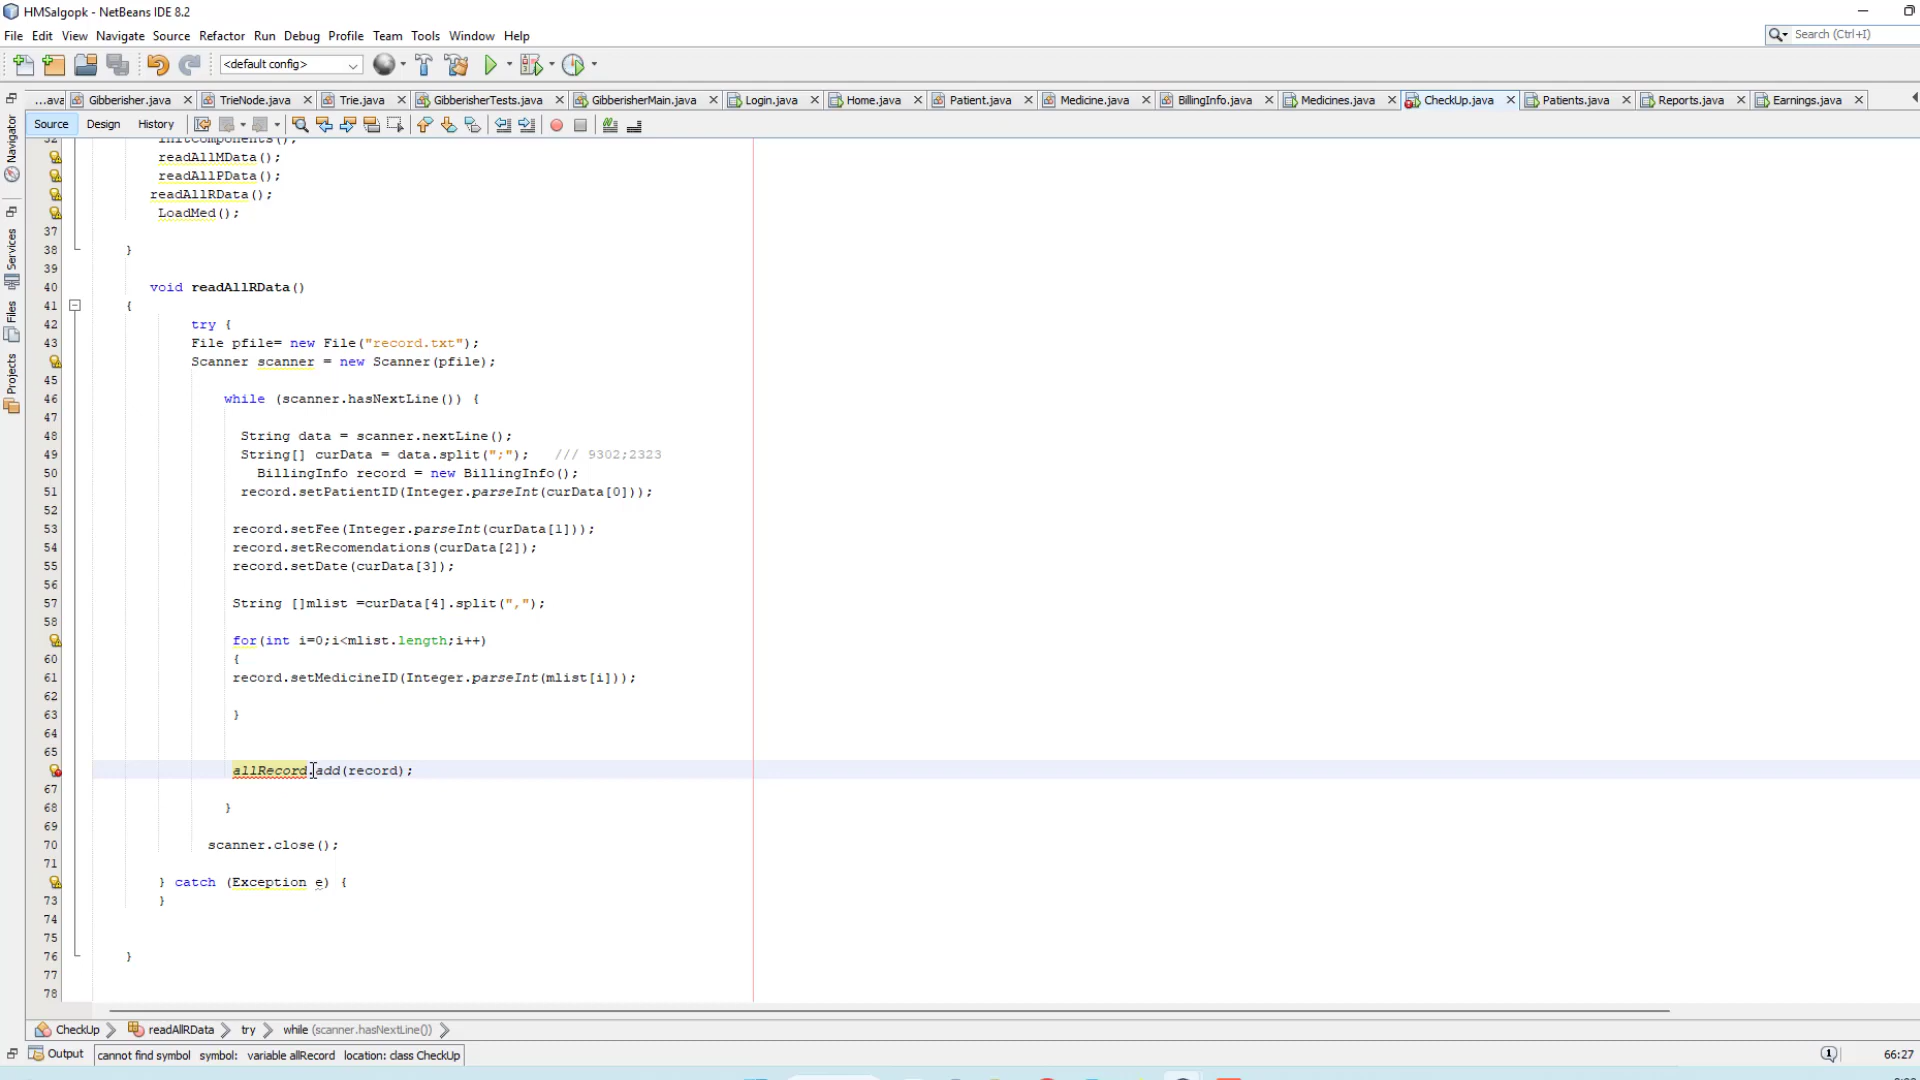 HMSalgopk - NetBeans IDE 8.2
File Edit View Navigate Source Refactor Run Debug Profile Team Tools Window Help
Search (Ctrl+I)
<default config>
...ava Gibberisher.java TrieNode.java Trie.java GibberisherTests.java GibberisherMain.java Login.java Home.java Patient.java Medicine.java BillingInfo.java Medicines.java CheckUp.java Patients.java Reports.java Earnings.java
Source Design History
Navigator
Services
Files
Projects
32 initComponents();
readAllMData();
readAllPData();
readAllRData();
LoadMed();
37
38 }
39
40 void readAllRData()
41 {
42 try {
43 File pfile= new File("record.txt");
Scanner scanner = new Scanner(pfile);
45
46 while (scanner.hasNextLine()) {
47
48 String data = scanner.nextLine();
49 String[] curData = data.split(";"); /// 9302;2323
50 BillingInfo record = new BillingInfo();
51 record.setPatientID(Integer.parseInt(curData[0]));
52
53 record.setFee(Integer.parseInt(curData[1]));
54 record.setRecomendations(curData[2]);
55 record.setDate(curData[3]);
56
57 String []mlist =curData[4].split(",");
58
for(int i=0;i<mlist.length;i++)
60 {
61 record.setMedicineID(Integer.parseInt(mlist[i]));
62
63 }
64
65
allRecord.add(record);
67
68 }
69
70 scanner.close();
71
} catch (Exception e) {
73 }
74
75
76 }
77
78
CheckUp readAllRData try while (scanner.hasNextLine())
Output cannot find symbol symbol: variable allRecord location: class CheckUp
1 66:27